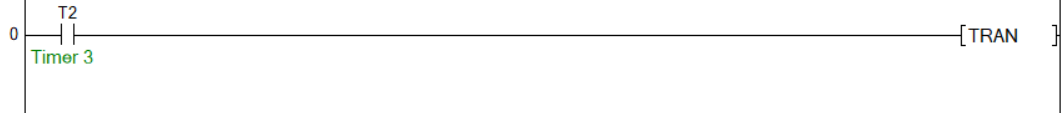 T2
0 [TRAN ]
Timer 3